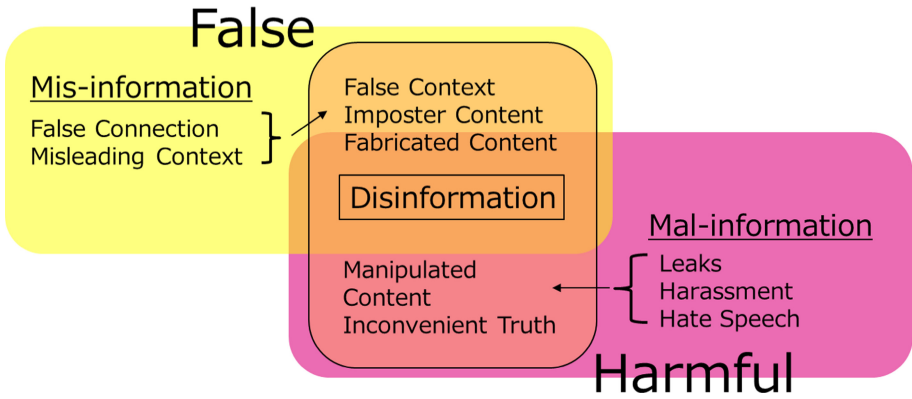 False
Mis-information
False Connection
Misleading Context
False Context
Imposter Content
Fabricated Content
Disinformation
Manipulated
Content
Inconvenient Truth
Mal-information
Leaks
Harassment
Hate Speech
Harmful